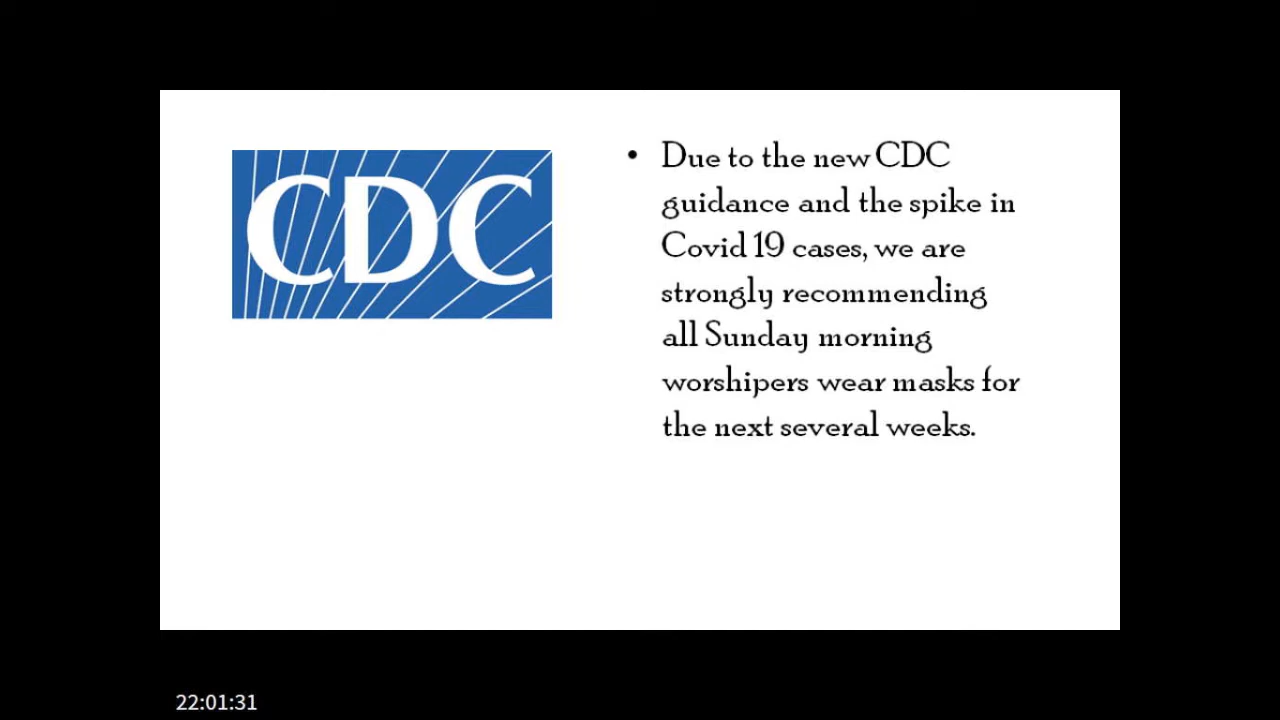 CDC
• Due to the new CDC
guidance and the spike in
Covid 19 cases, we are
strongly recommending
all Sunday morning
worshipers wear masks for
the next several weeks.
22:01:31